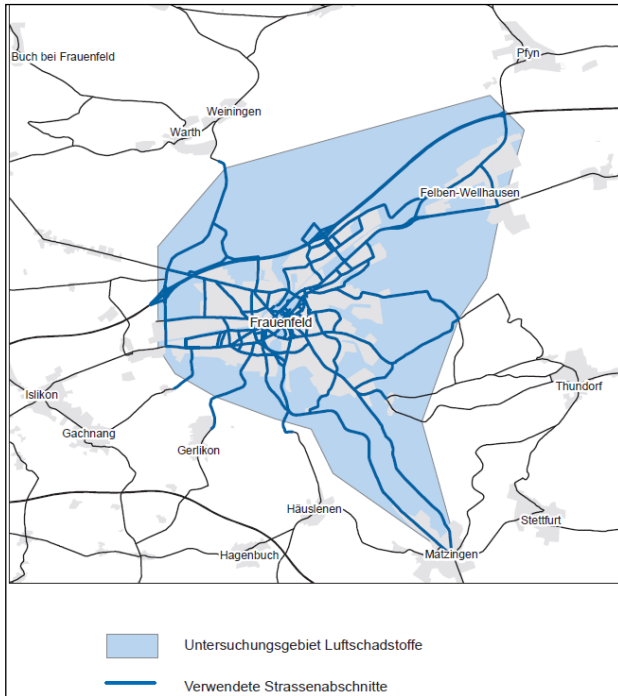 Buch bei Frauenfeld
Pfyn
Weiningen
Warth
Felben-Wellhausen
Frauenfeld
Islikon
Thundorf
Gachnang
Gerlikon
Häuslenen
Stettfurt
Hagenbuch
Matzingen
Untersuchungsgebiet Luftschadstoffe
Verwendete Strassenabschnitte